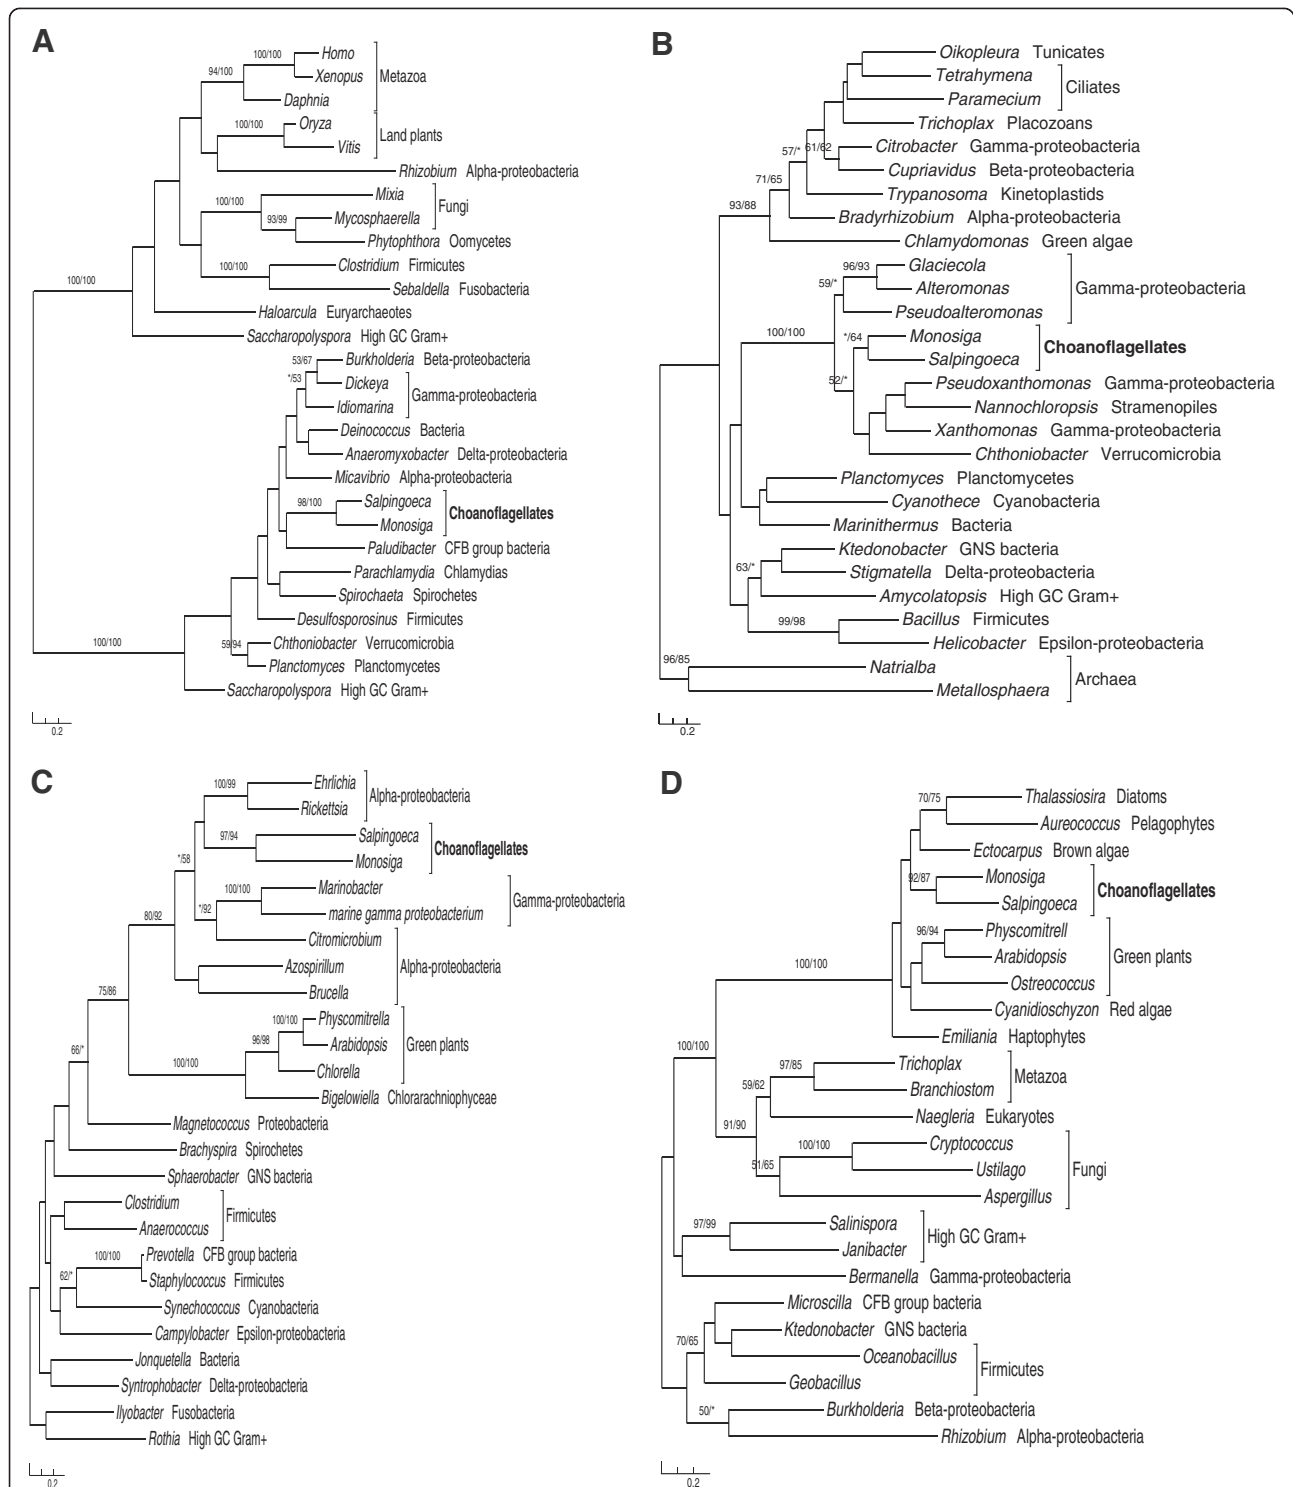 A
100/100
Homo
94/100
Xenopus
Metazoa
Daphnia
100/100
Oryza
Land plants
Vitis
Rhizobium Alpha-proteobacteria
100/100
Mixia
Fungi
93/99
Mycosphaerella
Phytophthora Oomycetes
100/100
Clostridium Firmicutes
Sebaldella Fusobacteria
100/100
Haloarcula Euryarchaeotes
Saccharopolyspora High GC Gram+
53/67
Burkholderia Beta-proteobacteria
*/53
Dickeya
Gamma-proteobacteria
Idiomarina
Deinococcus Bacteria
Anaeromyxobacter Delta-proteobacteria
Micavibrio Alpha-proteobacteria
98/100
Salpingoeca
Choanoflagellates
Monosiga
Paludibacter CFB group bacteria
Parachlamydia Chlamydias
Spirochaeta Spirochetes
Desulfosporosinus Firmicutes
100/100
59/94
Chthoniobacter Verrucomicrobia
Planctomyces Planctomycetes
Saccharopolyspora High GC Gram+
0.2
B
Oikopleura Tunicates
Tetrahymena
Ciliates
Paramecium
Trichoplax Placozoans
57/*
61/62
Citrobacter Gamma-proteobacteria
Cupriavidus Beta-proteobacteria
71/65
Trypanosoma Kinetoplastids
93/88
Bradyrhizobium Alpha-proteobacteria
Chlamydomonas Green algae
96/93
Glaciecola
59/*
Alteromonas
Gamma-proteobacteria
Pseudoalteromonas
100/100
*/64
Monosiga
Choanoflagellates
Salpingoeca
52/*
Pseudoxanthomonas Gamma-proteobacteria
Nannochloropsis Stramenopiles
Xanthomonas Gamma-proteobacteria
Chthoniobacter Verrucomicrobia
Planctomyces Planctomycetes
Cyanothece Cyanobacteria
Marinithermus Bacteria
Ktedonobacter GNS bacteria
63/*
Stigmatella Delta-proteobacteria
Amycolatopsis High GC Gram+
99/98
Bacillus Firmicutes
Helicobacter Epsilon-proteobacteria
96/85
Natrialba
Archaea
Metallosphaera
0.2
C
100/99
Ehrlichia
Alpha-proteobacteria
Rickettsia
97/94
Salpingoeca
Choanoflagellates
Monosiga
*/58
100/100
Marinobacter
Gamma-proteobacteria
*/92
marine gamma proteobacterium
80/92
Citromicrobium
Azospirillum
Alpha-proteobacteria
Brucella
75/86
100/100
Physcomitrella
96/98
Arabidopsis
Green plants
66/*
100/100
Chlorella
Bigelowiella Chlorarachniophyceae
Magnetococcus Proteobacteria
Brachyspira Spirochetes
Sphaerobacter GNS bacteria
Clostridium
Firmicutes
Anaerococcus
100/100
Prevotella CFB group bacteria
62/*
Staphylococcus Firmicutes
Synechococcus Cyanobacteria
Campylobacter Epsilon-proteobacteria
Jonquetella Bacteria
Syntrophobacter Delta-proteobacteria
Ilyobacter Fusobacteria
Rothia High GC Gram+
0.2
D
70/75
Thalassiosira Diatoms
Aureococcus Pelagophytes
Ectocarpus Brown algae
92/87
Monosiga
Choanoflagellates
Salpingoeca
96/94
Physcomitrell
Arabidopsis
Green plants
100/100
Ostreococcus
Cyanidioschyzon Red algae
Emiliania Haptophytes
100/100
97/85
Trichoplax
Metazoa
59/62
Branchiostom
Naegleria Eukaryotes
91/90
100/100
Cryptococcus
51/65
Ustilago
Fungi
Aspergillus
97/99
Salinispora
High GC Gram+
Janibacter
Bermanella Gamma-proteobacteria
Microscilla CFB group bacteria
Ktedonobacter GNS bacteria
70/65
Oceanobacillus
Firmicutes
Geobacillus
50/*
Burkholderia Beta-proteobacteria
Rhizobium Alpha-proteobacteria
0.2